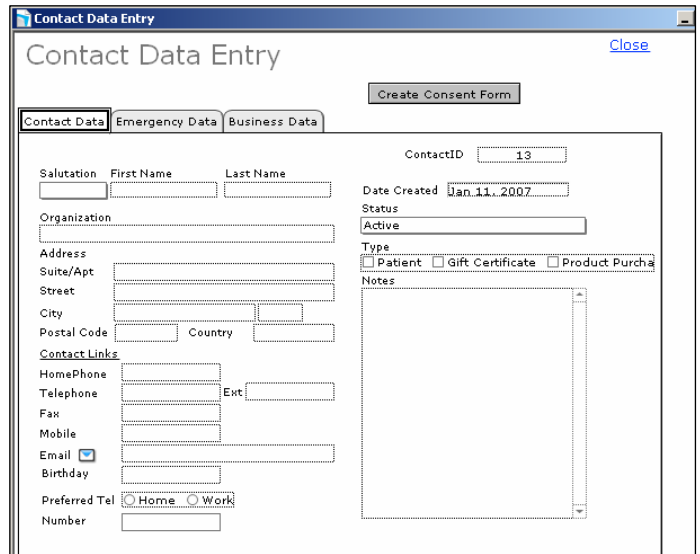 Contact Data Entry
Contact Data Entry
Close
Create Consent Form
Contact Data Emergency Data Business Data
ContactID 13
Salutation First Name Last Name
Date Created Jan 11, 2007
Status
Active
Organization
Type
Patient Gift Certificate Product Purcha
Address
Suite/Apt
Notes
Street
City
Postal Code Country
Contact Links
HomePhone
Telephone Ext
Fax
Mobile
Email
Birthday
Preferred Tel Home Work
Number